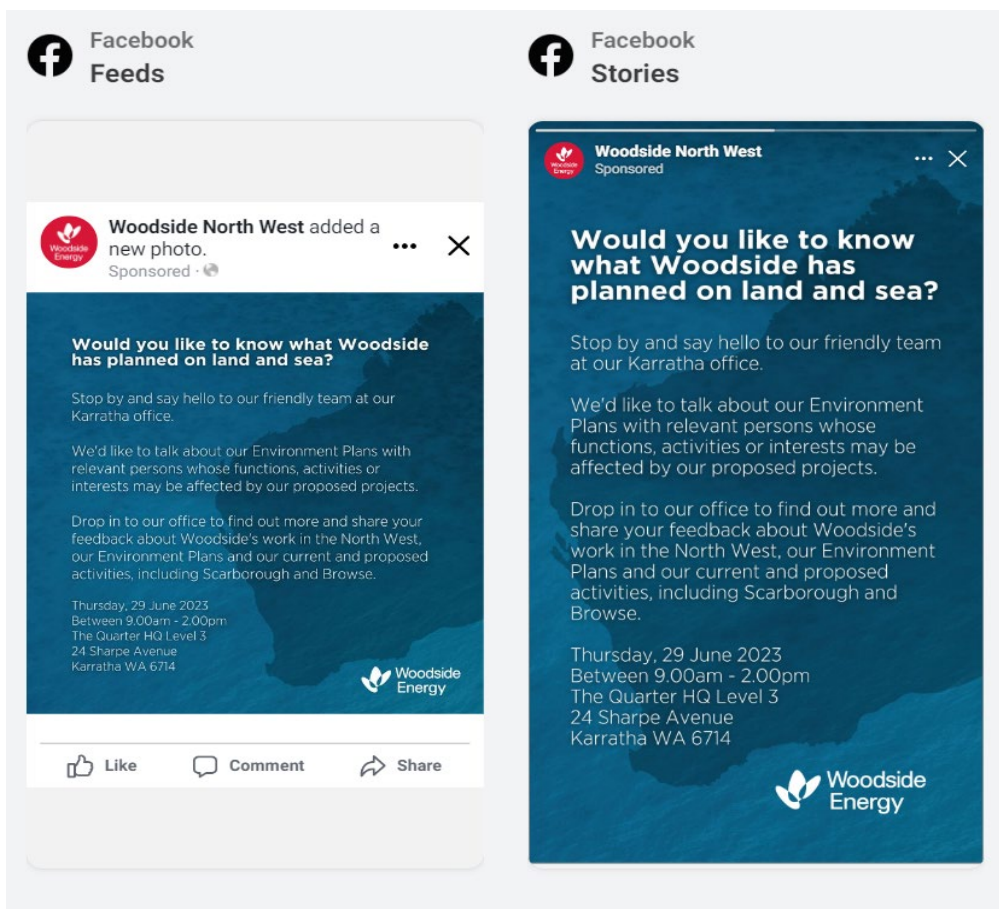 Facebook
Feeds
Woodside North West added a
new photo.
Sponsored ·
Woodside
Energy
Would you like to know what Woodside
has planned on land and sea?
Stop by and say hello to our friendly team at our
Karratha office.
We'd like to talk about our Environment Plans with
relevant persons whose functions, activities or
interests may be affected by our proposed projects.
Drop in to our office to find out more and share your
feedback about Woodside's work in the North West,
our Environment Plans and our current and proposed
activities, including Scarborough and Browse.
Thursday, 29 June 2023
Between 9.00am - 2.00pm
The Quarter HQ Level 3
24 Sharpe Avenue
Karratha WA 6714
Woodside
Energy
Like
Comment
Share
Facebook
Stories
Woodside
Energy
Woodside North West
Sponsored
Would you like to know
what Woodside has
planned on land and sea?
Stop by and say hello to our friendly team
at our Karratha office.
We'd like to talk about our Environment
Plans with relevant persons whose
functions, activities or interests may be
affected by our proposed projects.
Drop in to our office to find out more and
share your feedback about Woodside's
work in the North West, our Environment
Plans and our current and proposed
activities, including Scarborough and
Browse.
Thursday, 29 June 2023
Between 9.00am - 2.00pm
The Quarter HQ Level 3
24 Sharpe Avenue
Karratha WA 6714
Woodside
Energy